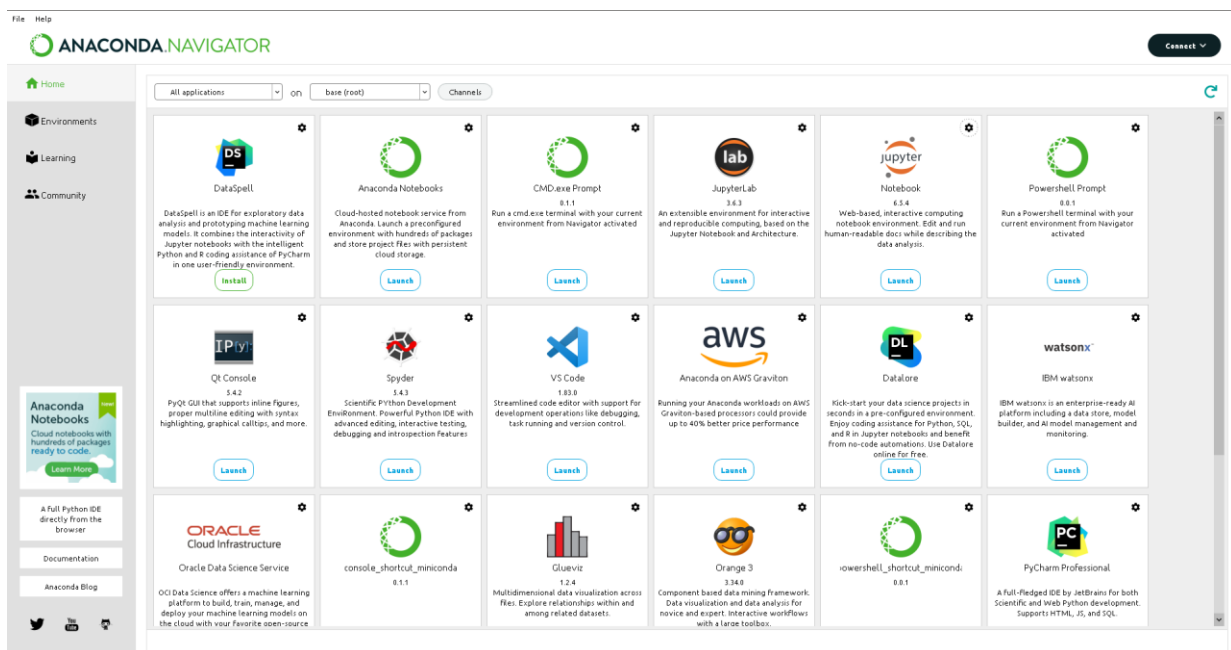 File Help
ANACONDA.NAVIGATOR
Connect
Home
Environments
Learning
Community
All applications on base (root) Channels
DS
DataSpell
DataSpell is an IDE for exploratory data
analysis and prototyping machine learning
models. It combines the interactivity of
Jupyter notebooks with the intelligent
Python and R coding assistance of PyCharm
in one user-friendly environment.
Install
Anaconda Notebooks
Cloud-hosted notebook service from
Anaconda. Launch a preconfigured
environment with hundreds of packages
and store project files with persistent
cloud storage.
Launch
CMD.exe Prompt
0.1.1
Run a cmd.exe terminal with your current
environment from Navigator activated
Launch
lab
JupyterLab
3.6.3
An extensible environment for interactive
and reproducible computing, based on the
Jupyter Notebook and Architecture.
Launch
jupyter
Notebook
6.5.4
Web-based, interactive computing
notebook environment. Edit and run
human-readable docs while describing the
data analysis.
Launch
Powershell Prompt
0.0.1
Run a Powershell terminal with your
current environment from Navigator
activated
Launch
IP[y]:
Qt Console
5.4.2
PyQt GUI that supports inline figures,
proper multiline editing with syntax
highlighting, graphical calltips, and more.
Launch
Spyder
5.4.3
Scientific PYthon Development
EnviRonment. Powerful Python IDE with
advanced editing, interactive testing,
debugging and introspection features
Launch
VS Code
1.83.0
Streamlined code editor with support for
development operations like debugging,
task running and version control.
Launch
aws
Anaconda on AWS Graviton
Running your Anaconda workloads on AWS
Graviton-based processors could provide
up to 40% better price performance
Launch
DL
Datalore
Kick-start your data science projects in
seconds in a pre-configured environment.
Enjoy coding assistance for Python, SQL,
and R in Jupyter notebooks and benefit
from no-code automations. Use Datalore
online for free.
Launch
watsonx
IBM watsonx
IBM watsonx is an enterprise-ready AI
platform including a data store, model
builder, and AI model management and
monitoring.
Launch
ORACLE
Cloud Infrastructure
Oracle Data Science Service
OCI Data Science offers a machine learning
platform to build, train, manage, and
deploy your machine learning models on
the cloud with your favorite open-source
console_shortcut_miniconda
0.1.1
Glueviz
1.2.4
Multidimensional data visualization across
files. Explore relationships within and
among related datasets.
Orange 3
3.34.0
Component based data mining framework.
Data visualization and data analysis for
novice and expert. Interactive workflows
with a large toolbox.
owershell_shortcut_minicond
0.0.1
PC
PyCharm Professional
A full-fledged IDE by JetBrains for both
Scientific and Web Python development.
Supports HTML, JS, and SQL.
Anaconda
Notebooks
Cloud notebooks with
hundreds of packages
ready to code.
Learn More
A full Python IDE
directly from the
browser
Documentation
Anaconda Blog
You
Tube